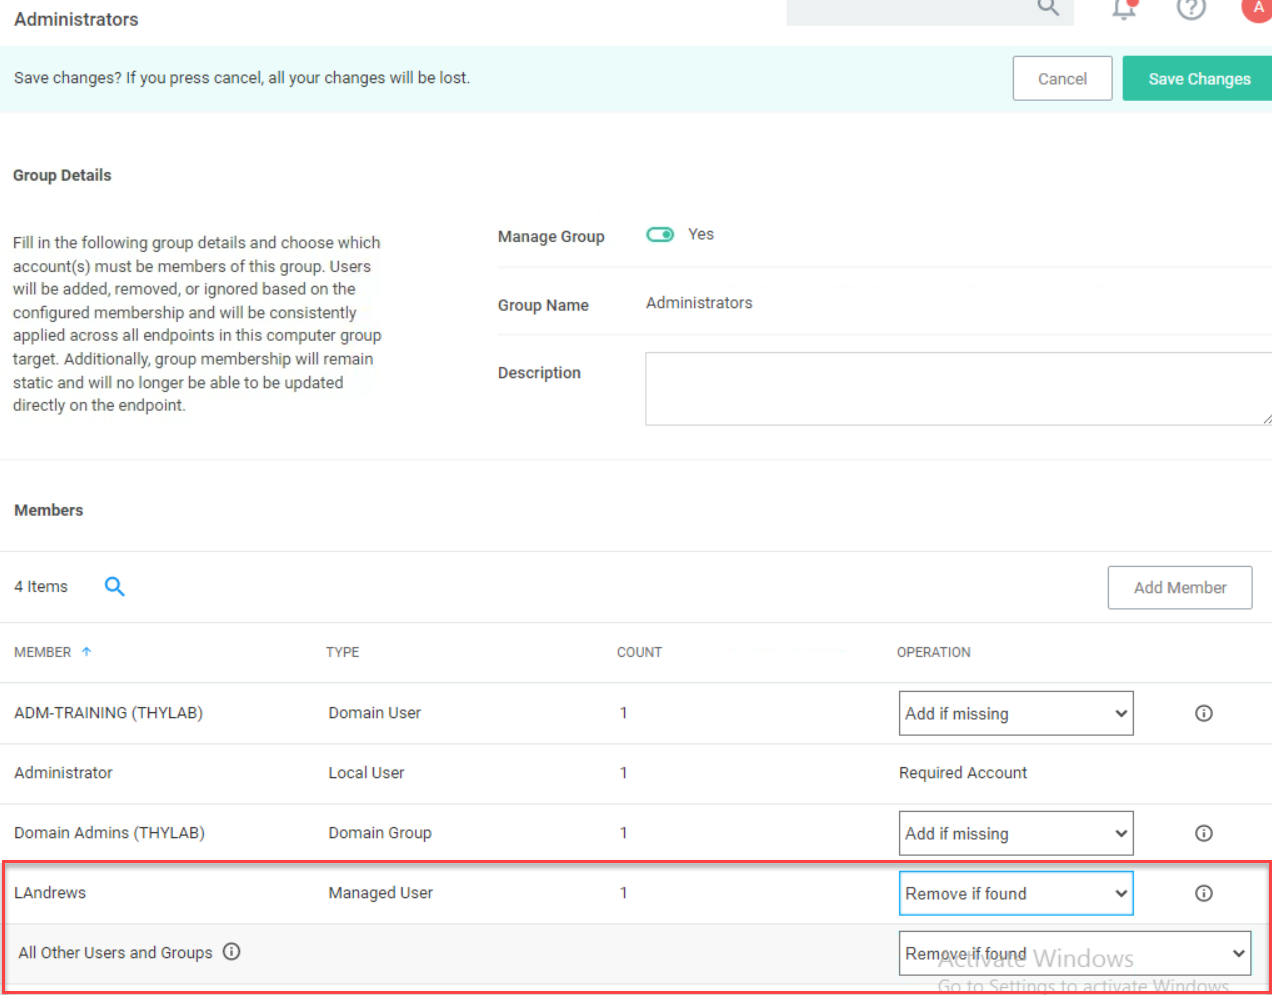 Administrators
A
Save changes? If you press cancel, all your changes will be lost.
Cancel
Save Changes
Group Details
Fill in the following group details and choose which
account(s) must be members of this group. Users
will be added, removed, or ignored based on the
configured membership and will be consistently
applied across all endpoints in this computer group
target. Additionally, group membership will remain
static and will no longer be able to be updated
directly on the endpoint.
Manage Group Yes
Group Name Administrators
Description
Members
4 Items
Add Member
MEMBER TYPE COUNT OPERATION
ADM-TRAINING (THYLAB) Domain User 1 Add if missing
Administrator Local User 1 Required Account
Domain Admins (THYLAB) Domain Group 1 Add if missing
LAndrews Managed User 1 Remove if found
All Other Users and Groups Remove if found
Activate Windows
Go to Settings to activate Windows.